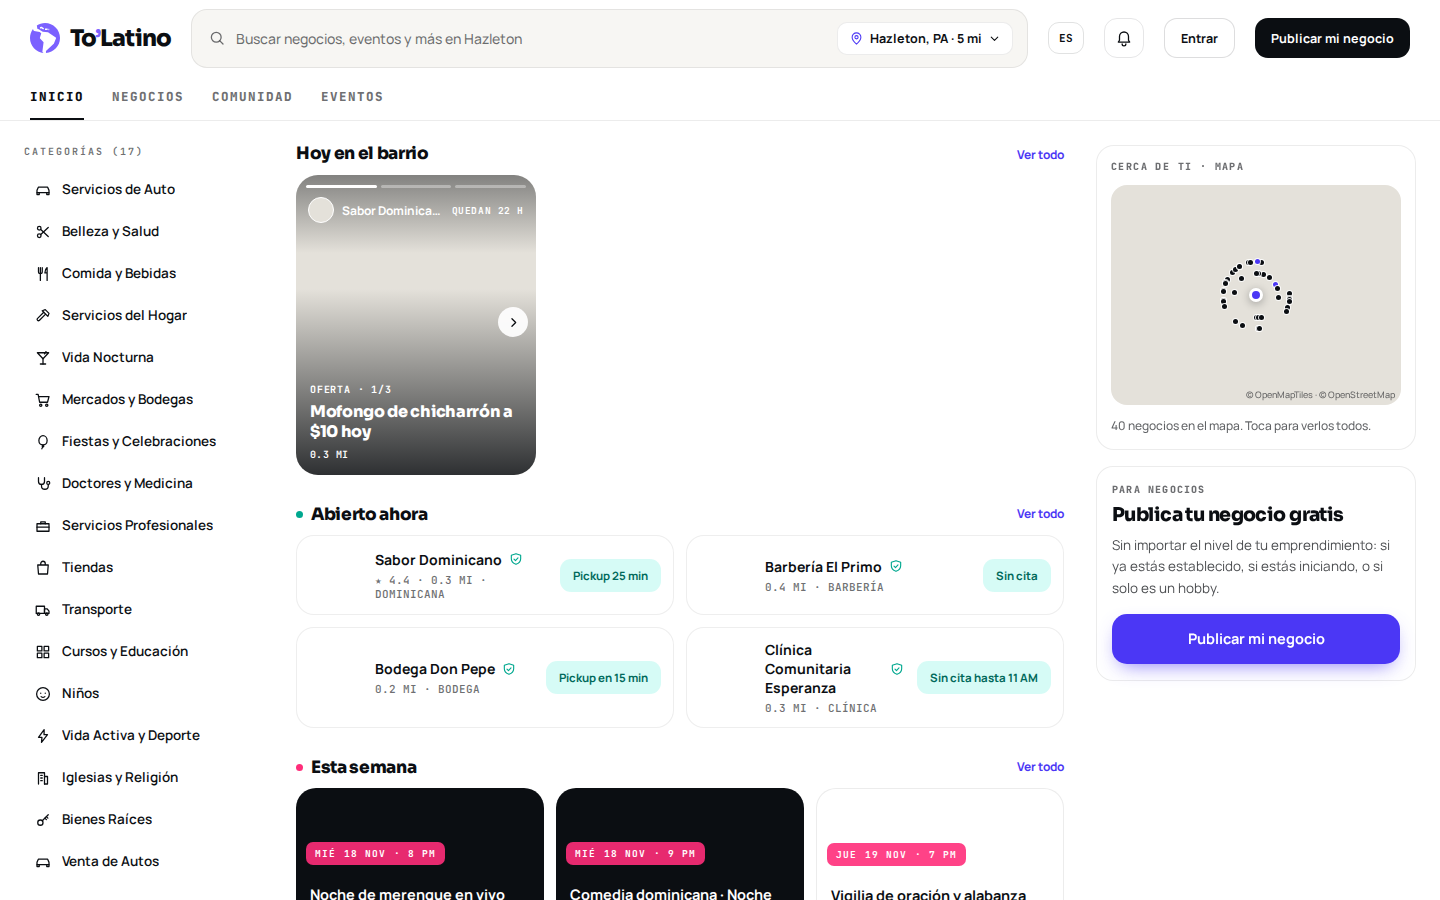 To'Latino
Buscar negocios, eventos y más en Hazleton
Hazleton, PA · 5 mi
ES
Entrar
Publicar mi negocio
INICIO
NEGOCIOS
COMUNIDAD
EVENTOS
CATEGORÍAS (17)
Servicios de Auto
Belleza y Salud
Comida y Bebidas
Servicios del Hogar
Vida Nocturna
Mercados y Bodegas
Fiestas y Celebraciones
Doctores y Medicina
Servicios Profesionales
Tiendas
Transporte
Cursos y Educación
Niños
Vida Activa y Deporte
Iglesias y Religión
Bienes Raíces
Venta de Autos
Hoy en el barrio
Ver todo
Sabor Dominica...
QUEDAN 22 H
OFERTA · 1/3
Mofongo de chicharrón a
$10 hoy
0.3 MI
Abierto ahora
Ver todo
Sabor Dominicano
★ 4.4 · 0.3 MI ·
DOMINICANA
Pickup 25 min
Barbería El Primo
0.4 MI · BARBERÍA
Sin cita
Bodega Don Pepe
0.2 MI · BODEGA
Pickup en 15 min
Clínica
Comunitaria
Esperanza
0.3 MI · CLÍNICA
Sin cita hasta 11 AM
Esta semana
Ver todo
MIÉ 18 NOV · 8 PM
Noche de merengue en vivo
MIÉ 18 NOV · 9 PM
Comedia dominicana · Noche
JUE 19 NOV · 7 PM
Vigilia de oración y alabanza
CERCA DE TI · MAPA
© OpenMapTiles · © OpenStreetMap
40 negocios en el mapa. Toca para verlos todos.
PARA NEGOCIOS
Publica tu negocio gratis
Sin importar el nivel de tu emprendimiento: si
ya estás establecido, si estás iniciando, o si
solo es un hobby.
Publicar mi negocio